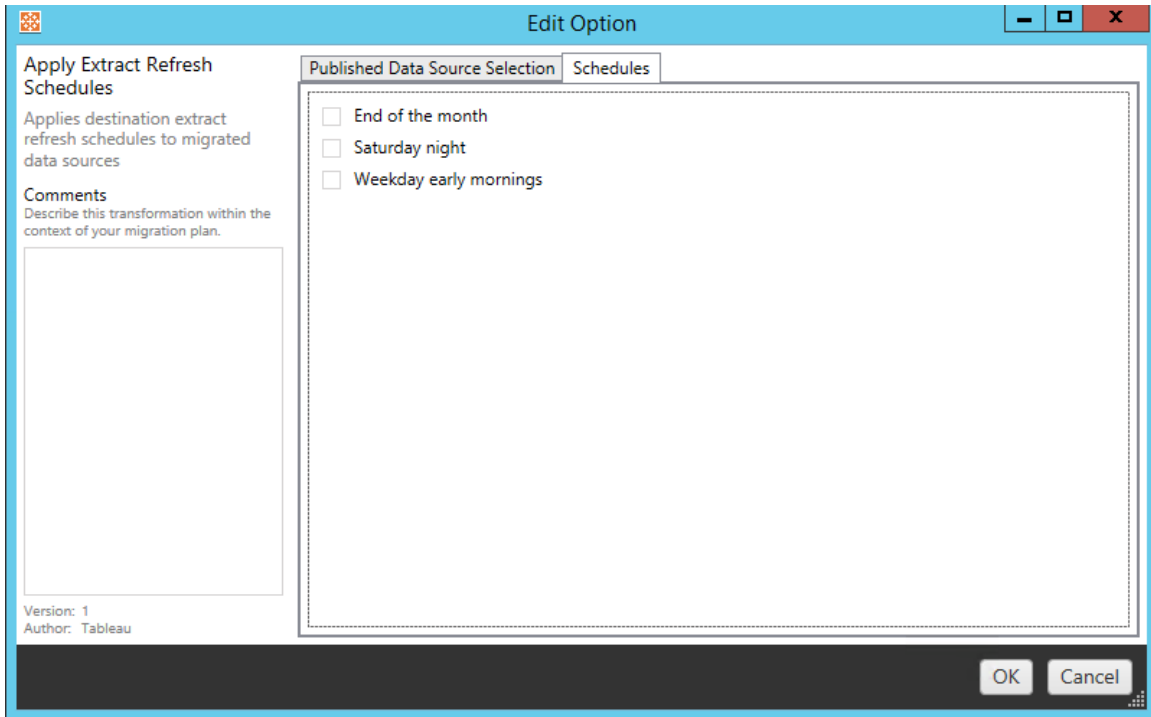 Edit Option
Apply Extract Refresh
Schedules
Applies destination extract
refresh schedules to migrated
data sources
Comments
Describe this transformation within the
context of your migration plan.
Version: 1
Author: Tableau
Published Data Source Selection
Schedules
End of the month
Saturday night
Weekday early mornings
OK
Cancel